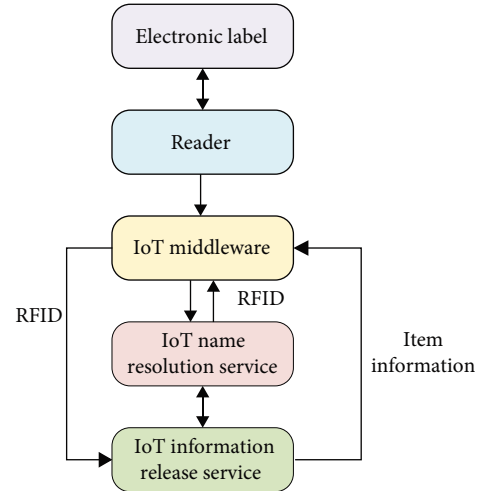 Electronic label
Reader
IoT middleware
RFID
RFID
IoT name
resolution service
Item
information
IoT information
release service